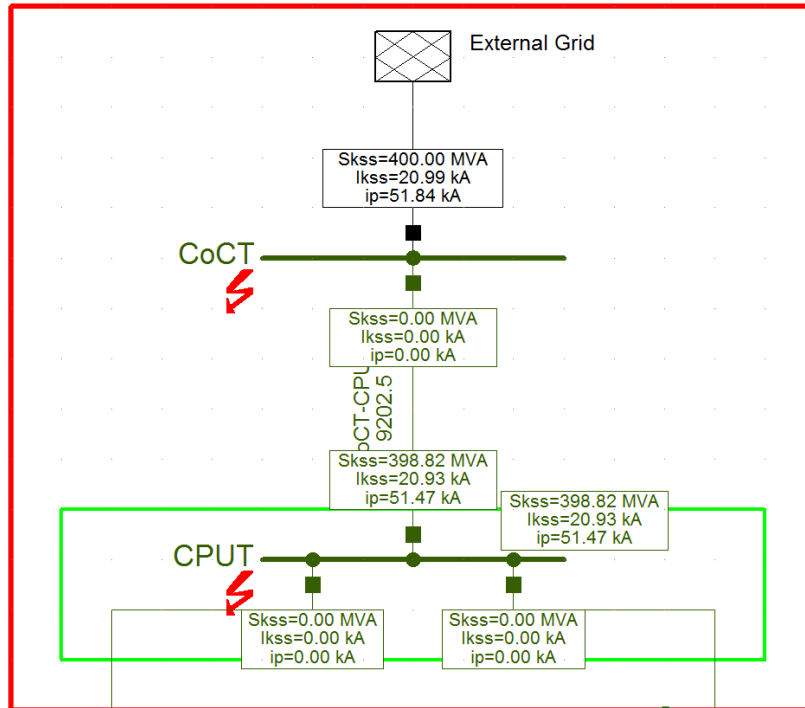 External Grid
Skss=400.00 MVA
Ikss=20.99 kA
ip=51.84 kA
CoCT
Skss=0.00 MVA
Ikss=0.00 kA
ip=0.00 kA
oCT-CPU
9202.5
Skss=398.82 MVA
Ikss=20.93 kA
ip=51.47 kA
Skss=398.82 MVA
Ikss=20.93 kA
ip=51.47 kA
CPUT
Skss=0.00 MVA
Ikss=0.00 kA
ip=0.00 kA
Skss=0.00 MVA
Ikss=0.00 kA
ip=0.00 kA